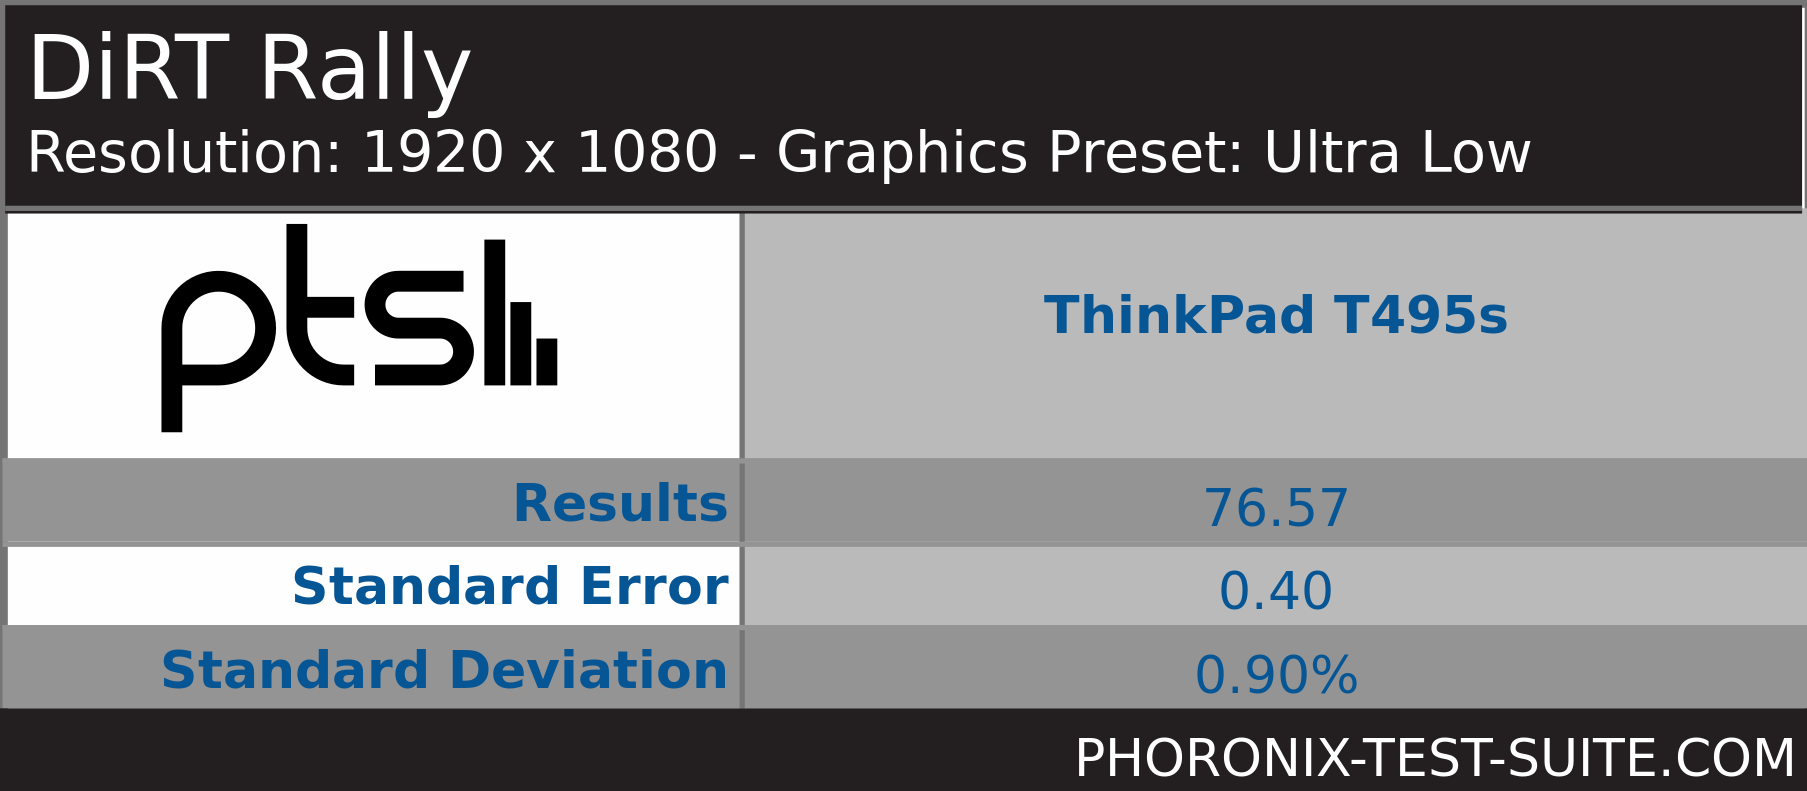 DiRT Rally
Resolution: 1920 x 1080 - Graphics Preset: Ultra Low
pts
ThinkPad T495s
Results 76.57
Standard Error 0.40
Standard Deviation 0.90%
PHORONIX-TEST-SUITE.COM